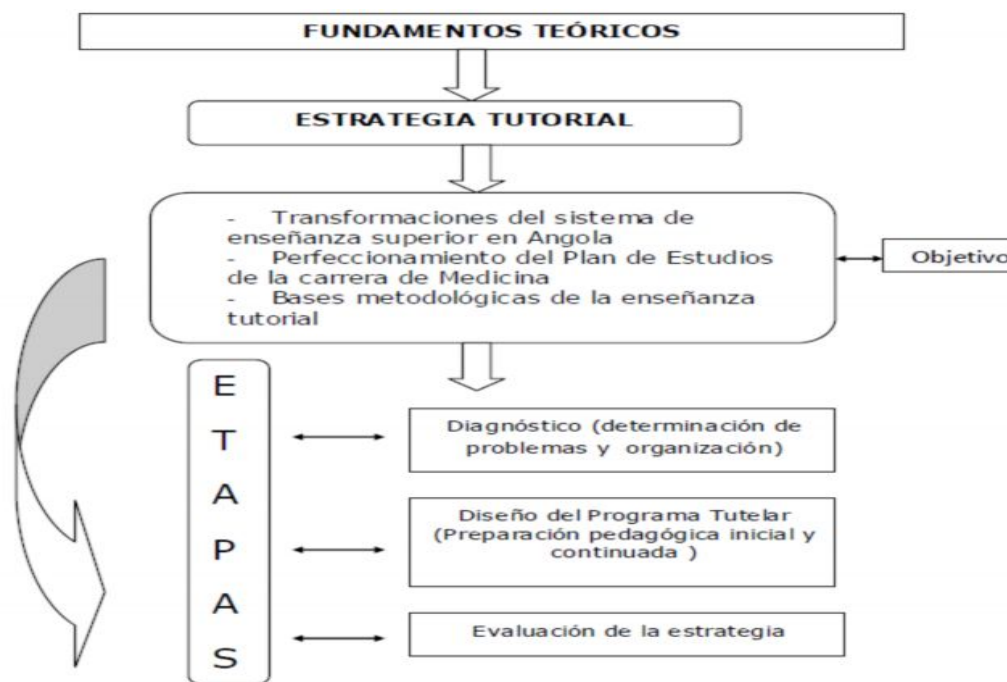 FUNDAMENTOS TEÓRICOS
ESTRATEGIA TUTORIAL
- Transformaciones del sistema de
enseñanza superior en Angola
- Perfeccionamiento del Plan de Estudios
de la carrera de Medicina
- Bases metodológicas de la enseñanza
tutorial
Objetivo
E
T
A
P
A
S
Diagnóstico (determinación de
problemas y organización)
Diseño del Programa Tutelar
(Preparación pedagógica inicial y
continuada )
Evaluación de la estrategia